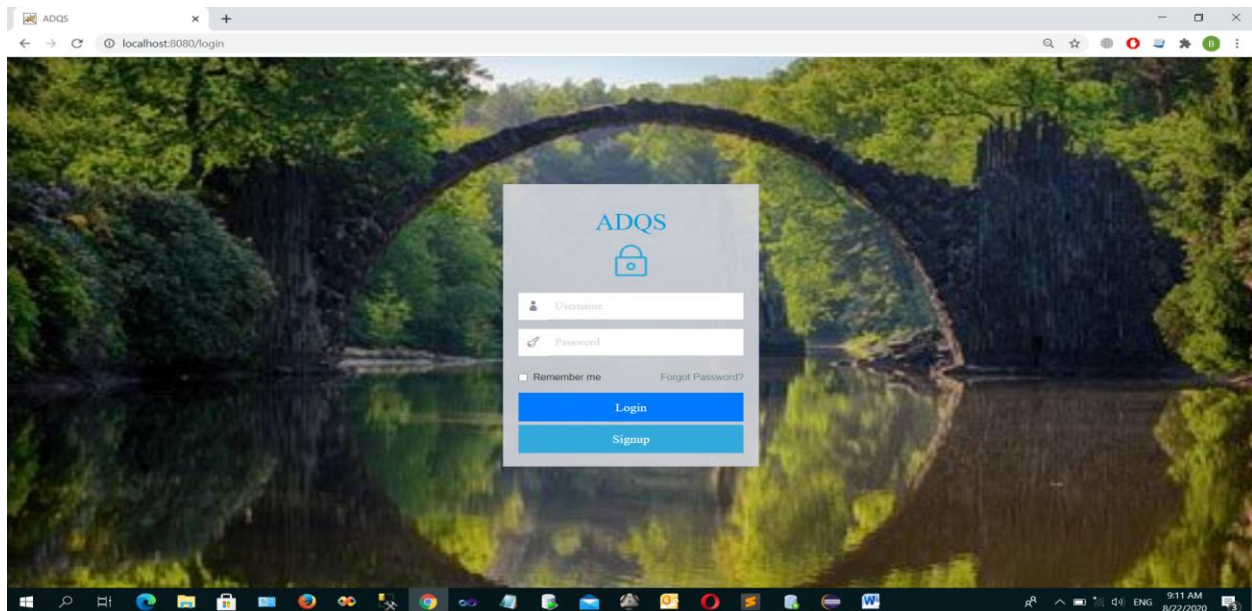 ADQS
localhost:8080/login
B
ADQS
Username
Password
Remember me Forgot Password?
Login
Signup
ENG
9:11 AM
8/22/2020